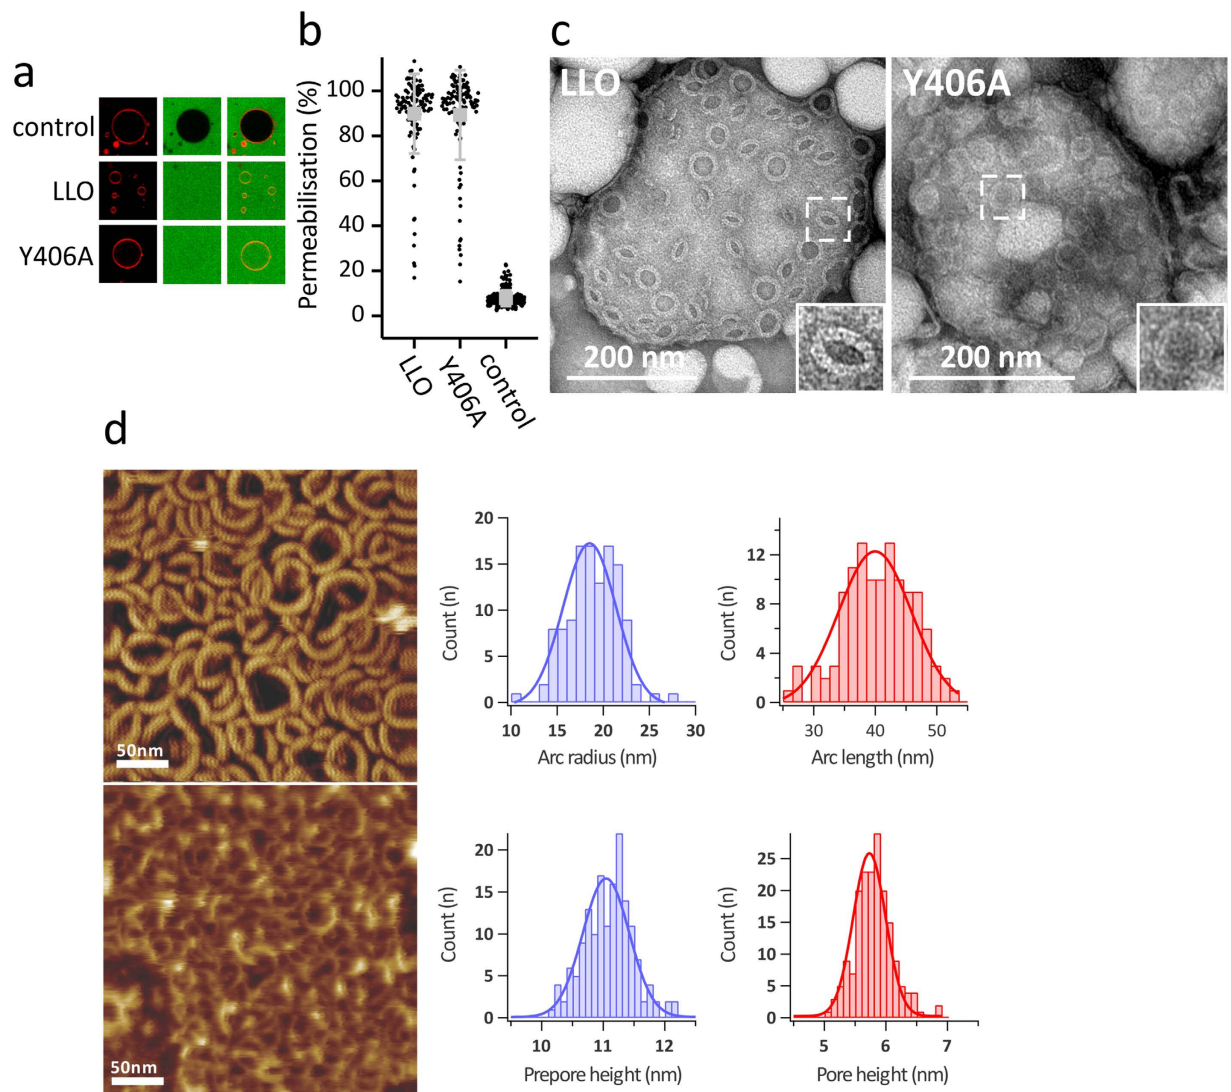 a
control
LLO
Y406A
b
Permeabilisation (%)
100
80
60
40
20
0
LLO
Y406A
control
c
LLO
200 nm
Y406A
200 nm
d
50nm
50nm
Count (n)
20
15
10
5
0
10 15 20 25 30
Arc radius (nm)
Count (n)
12
8
4
0
30 40 50
Arc length (nm)
Count (n)
20
15
10
5
0
10 11 12
Prepore height (nm)
Count (n)
25
20
15
10
5
0
5 6 7
Pore height (nm)